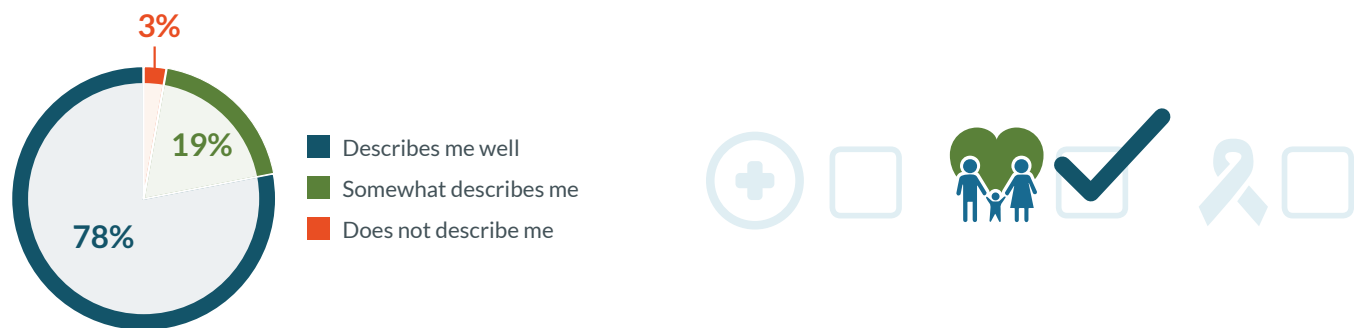 3%
19%
78%
Describes me well
Somewhat describes me
Does not describe me